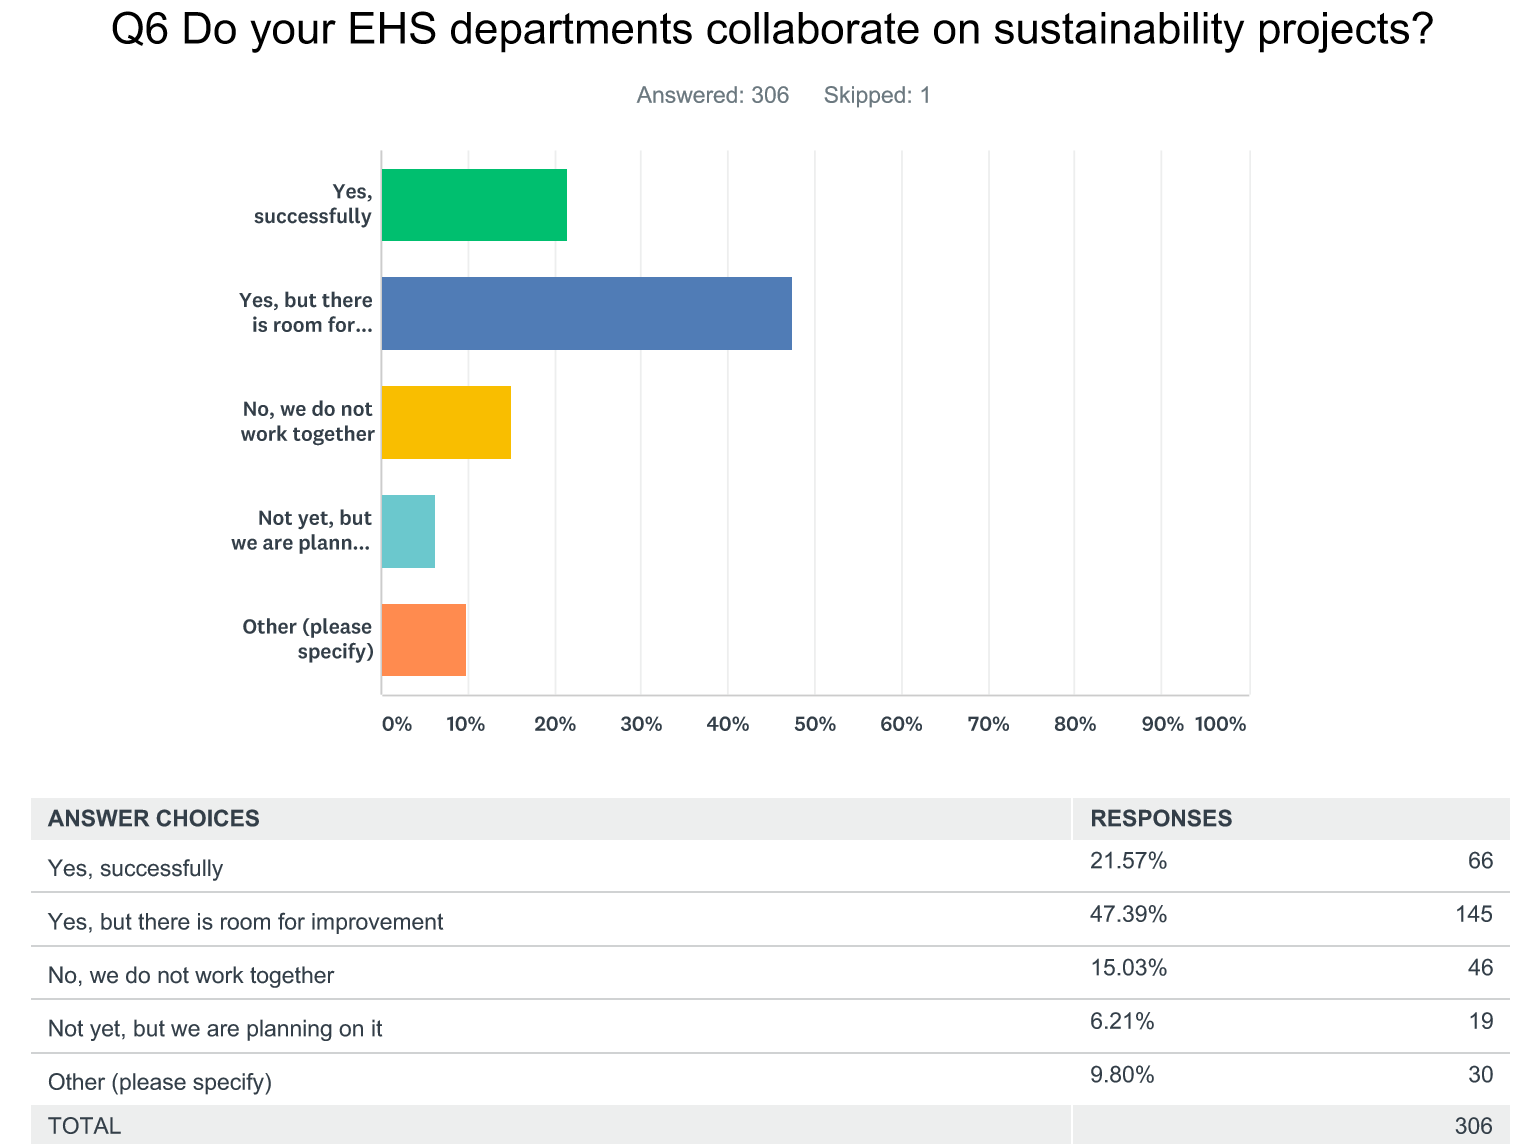 Q6 Do your EHS departments collaborate on sustainability projects?
Answered: 306 Skipped: 1
Yes,
successfully
Yes, but there
is room for...
No, we do not
work together
Not yet, but
we are plann...
Other (please
specify)
0% 10% 20% 30% 40% 50% 60% 70% 80% 90% 100%
ANSWER CHOICES RESPONSES
Yes, successfully 21.57% 66
Yes, but there is room for improvement 47.39% 145
No, we do not work together 15.03% 46
Not yet, but we are planning on it 6.21% 19
Other (please specify) 9.80% 30
TOTAL 306